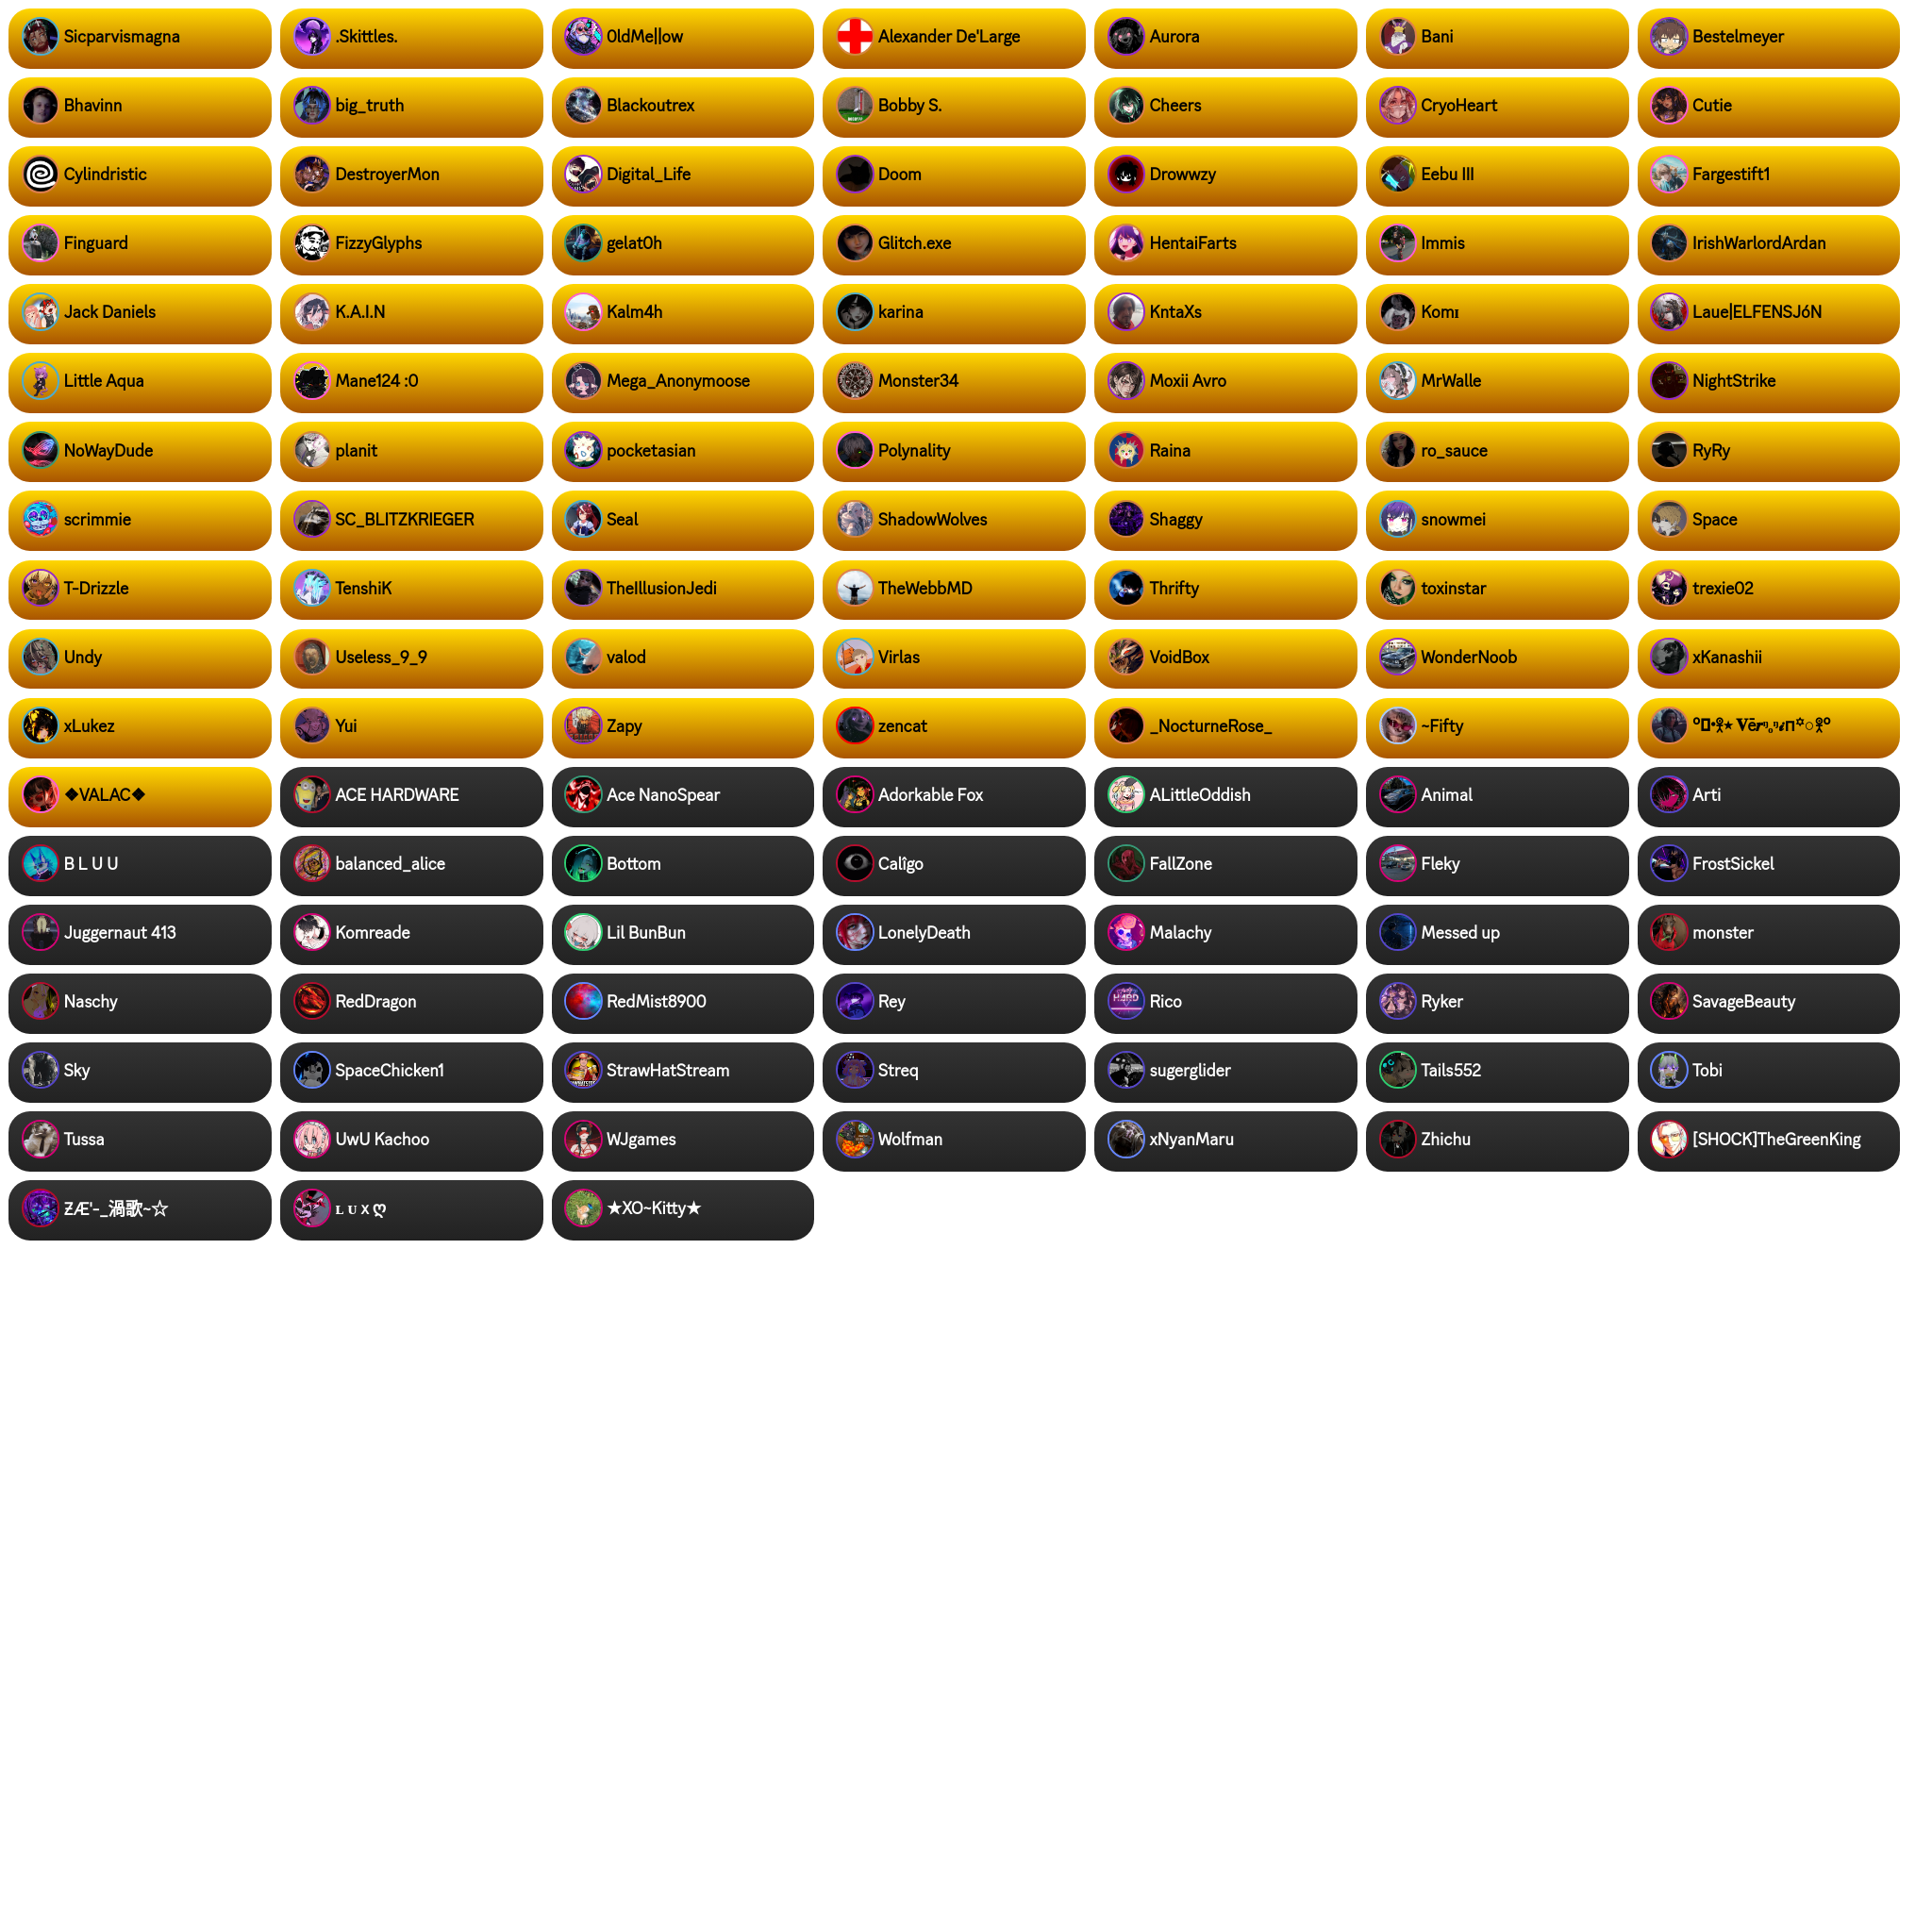 Sicparvismagna .Skittles. 0ldMe||ow Alexander De'Large Aurora Bani Bestelmeyer
Bhavinn big_truth Blackoutrex Bobby S. Cheers CryoHeart Cutie
Cylindristic DestroyerMon Digital_Life Doom Drowwzy Eebu III Fargestift1
Finguard FizzyGlyphs gelat0h Glitch.exe HentaiFarts Immis IrishWarlordArdan
Jack Daniels K.A.I.N Kalm4h karina KntaXs Komı Laue|ELFENSJóN
Little Aqua Mane124 :0 Mega_Anonymoose Monster34 Moxii Avro MrWalle NightStrike
NoWayDude planit pocketasian Polynality Raina ro_sauce RyRy
scrimmie SC_BLITZKRIEGER Seal ShadowWolves Shaggy snowmei Space
T-Drizzle TenshiK TheIllusionJedi TheWebbMD Thrifty toxinstar trexie02
Undy Useless_9_9 valod Virlas VoidBox WonderNoob xKanashii
xLukez Yui Zapy zencat _NocturneRose_ ~Fifty
◆VALAC◆ ACE HARDWARE Ace NanoSpear Adorkable Fox ALittleOddish Animal Arti
B L U U balanced_alice Bottom Calîgo FallZone Fleky FrostSickel
Juggernaut 413 Komreade Lil BunBun LonelyDeath Malachy Messed up monster
Naschy RedDragon RedMist8900 Rey Rico Ryker SavageBeauty
Sky SpaceChicken1 StrawHatStream Streq sugerglider Tails552 Tobi
Tussa UwU Kachoo WJgames Wolfman xNyanMaru Zhichu [SHOCK]TheGreenKing
ƵÆ'-_渦歌~☆ ʟ ᴜ x ღ ★XO~Kitty★